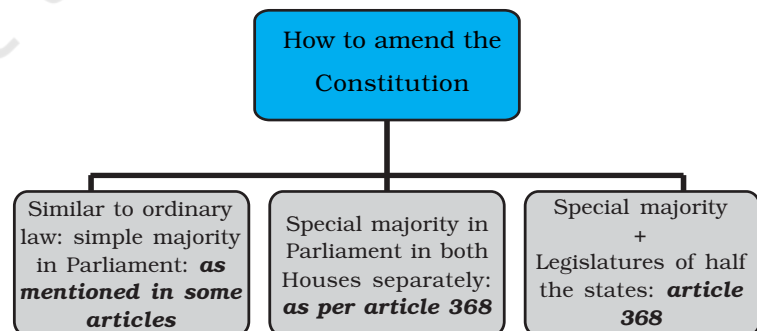 How to amend the
Constitution
Similar to ordinary
law: simple majority
in Parliament: as
mentioned in some
articles
Special majority in
Parliament in both
Houses separately:
as per article 368
Special majority
+
Legislatures of half
the states: article
368